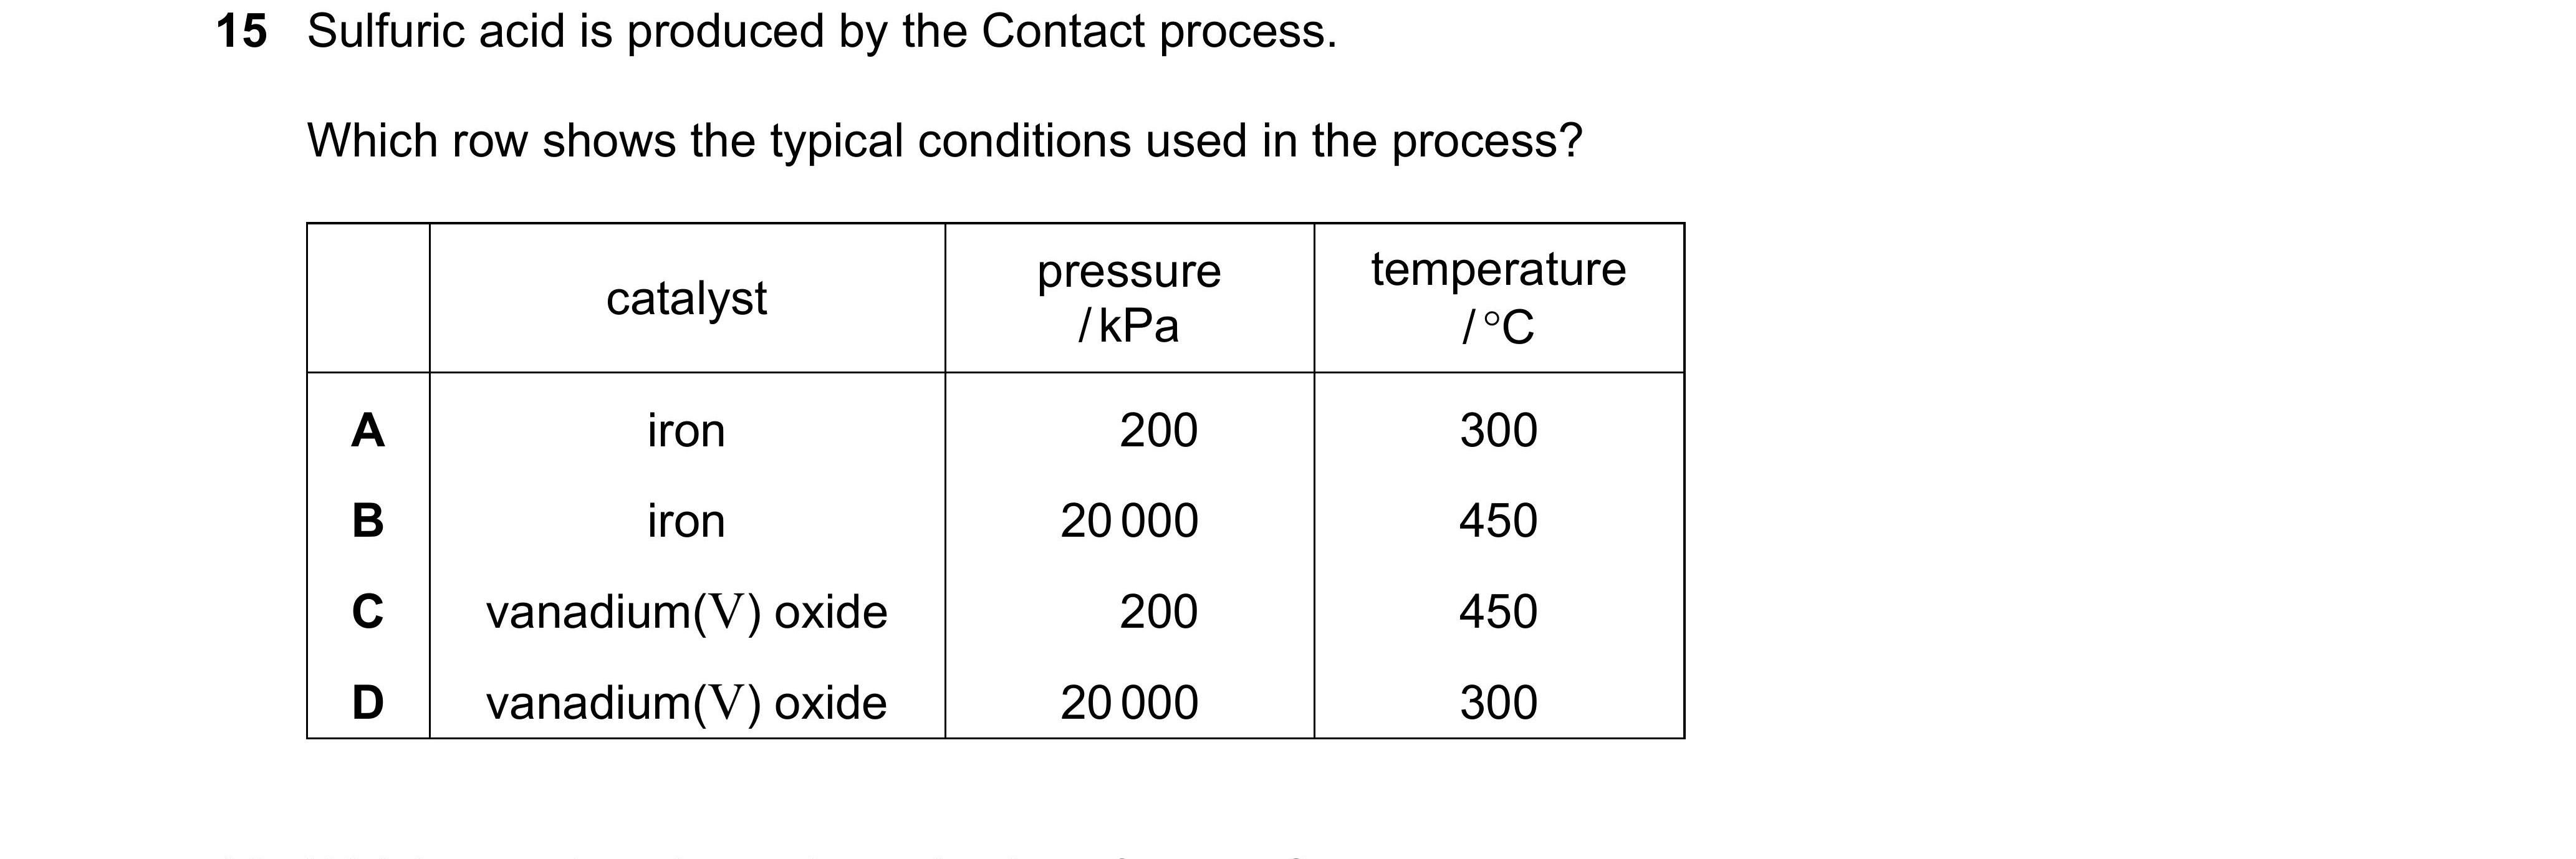 15 Sulfuric acid is produced by the Contact process.
Which row shows the typical conditions used in the process?
catalyst pressure /kPa temperature /°C
A iron 200 300
B iron 20 000 450
C vanadium(V) oxide 200 450
D vanadium(V) oxide 20 000 300